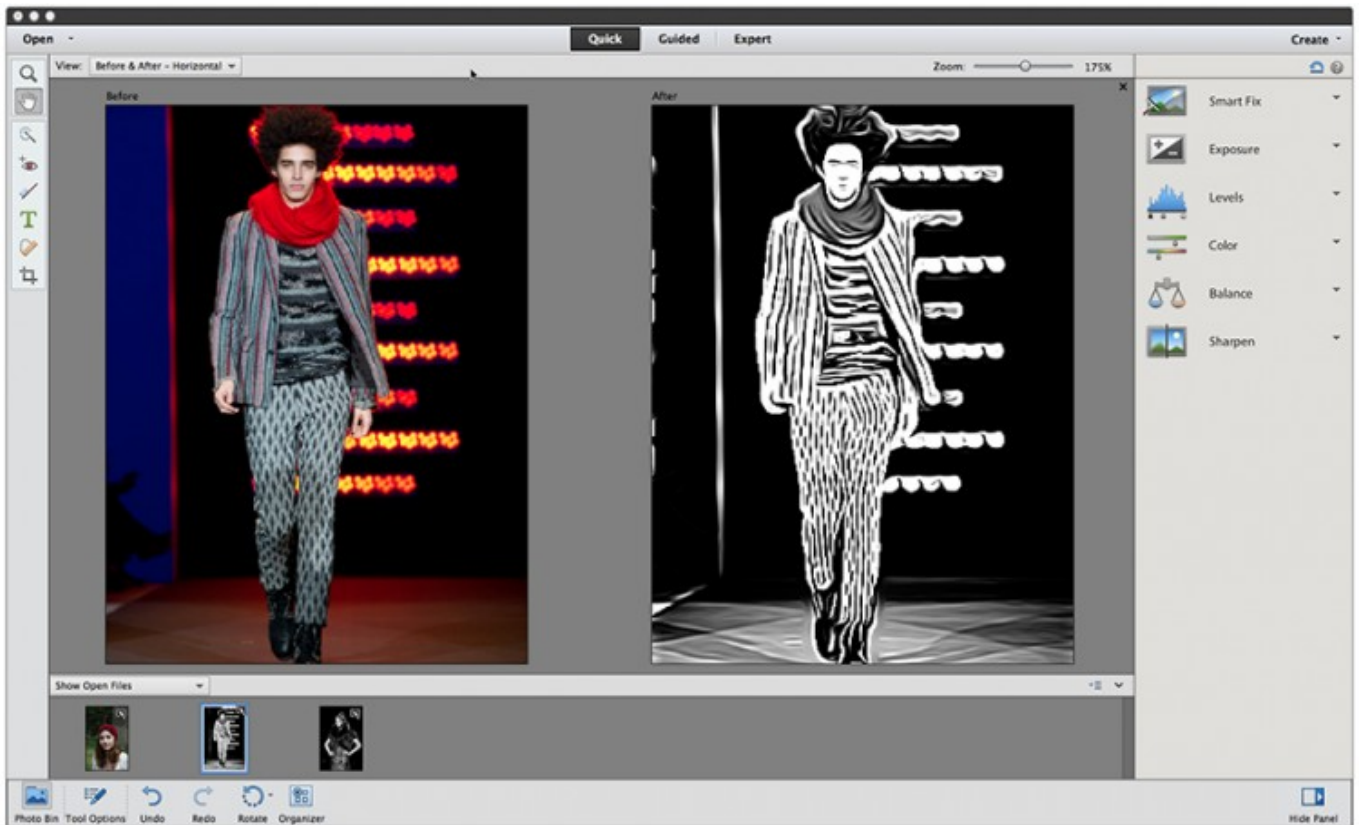 Open
Quick
Guided
Expert
Create
View:
Before & After - Horizontal
Zoom:
175%
Before
After
Smart Fix
Exposure
Levels
Color
Balance
Sharpen
T
Show Open Files
Photo Bin
Tool Options
Undo
Redo
Rotate
Organizer
Hide Panel